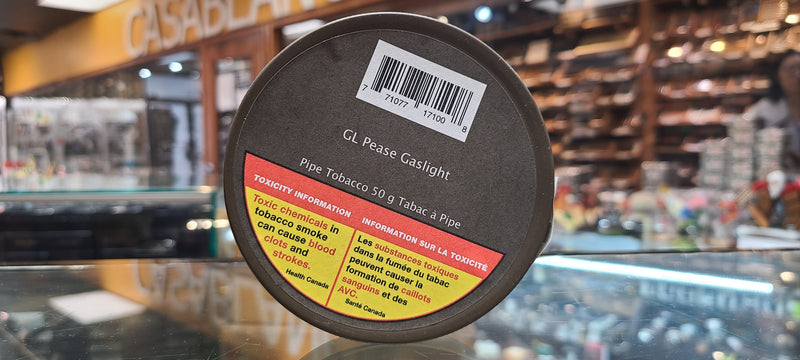 CASABLAN
7 71077 17100 8
GL Pease Gaslight
Pipe Tobacco 50 g Tabac à Pipe
TOXICITY INFORMATION
Toxic chemicals in
tobacco smoke
can cause blood
clots and
strokes.
Health Canada
INFORMATION SUR LA TOXICITÉ
Les substances toxiques
dans la fumée du tabac
peuvent causer la
formation de caillots
sanguins et des
AVC.
Santé Canada